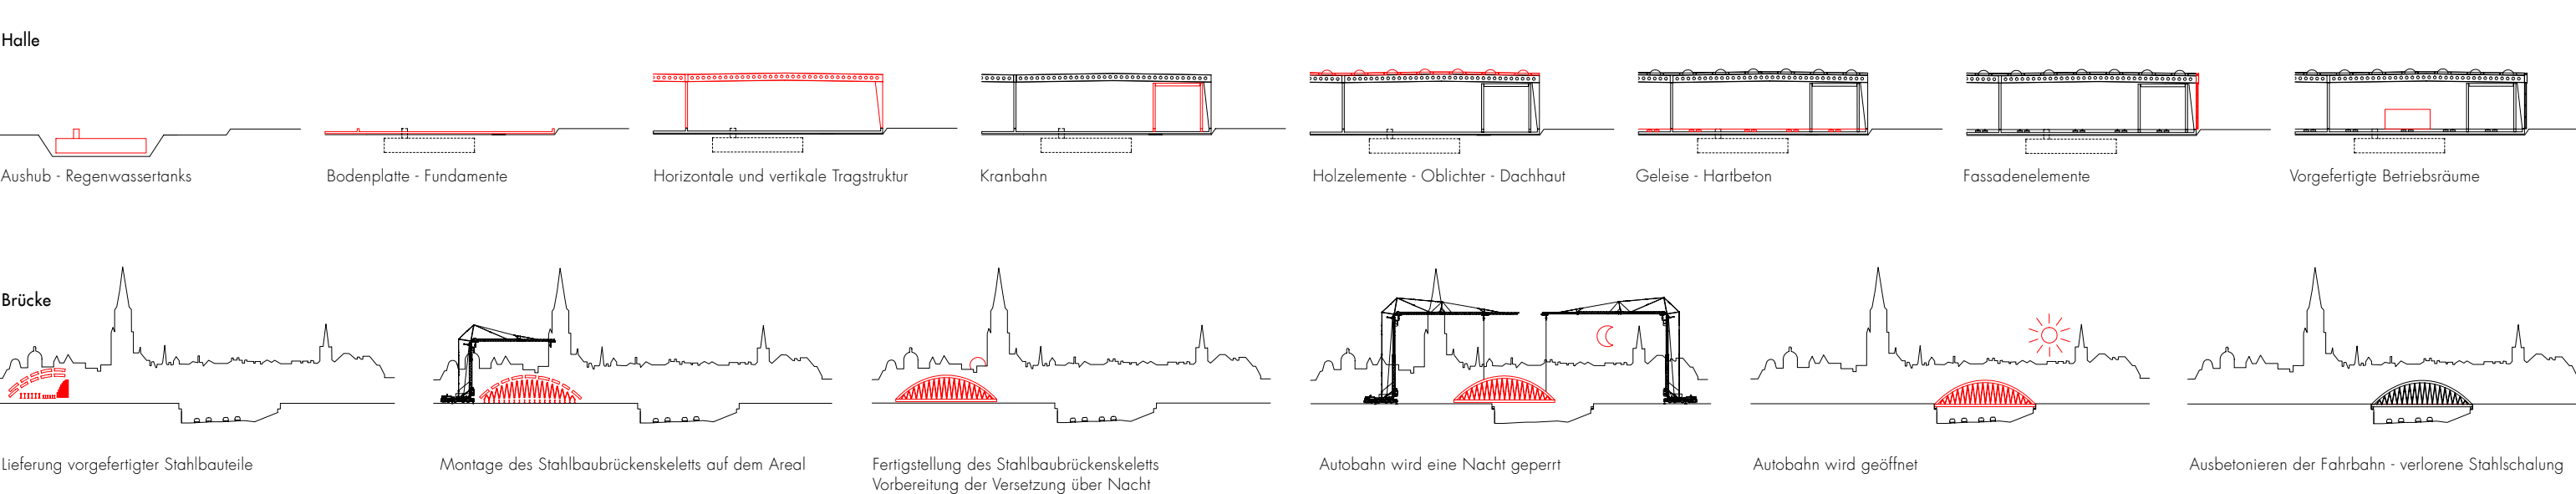 Halle
Aushub - Regenwassertanks
Bodenplatte - Fundamente
Horizontale und vertikale Tragstruktur
Kranbahn
Holzelemente - Oblichter - Dachhaut
Geleise - Hartbeton
Fassadenelemente
Vorgefertigte Betriebsräume
Brücke
Lieferung vorgefertigter Stahlbauteile
Montage des Stahlbaubrückenskeletts auf dem Areal
Fertigstellung des Stahlbaubrückenskeletts
Vorbereitung der Versetzung über Nacht
Autobahn wird eine Nacht geperrt
Autobahn wird geöffnet
Ausbetonieren der Fahrbahn - verlorene Stahlschalung